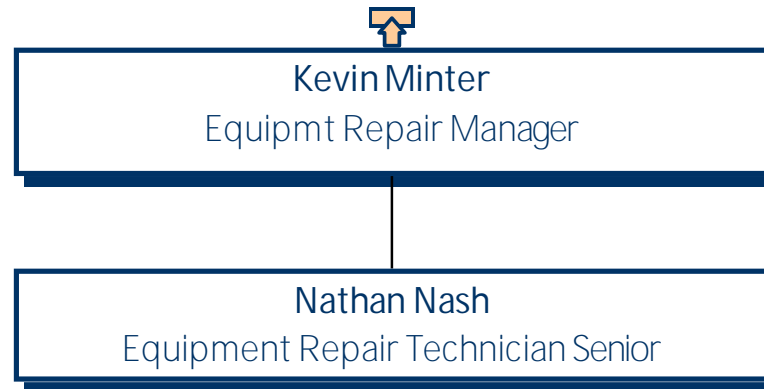 Kevin Minter
Equipmt Repair Manager
Nathan Nash
Equipment Repair Technician Senior